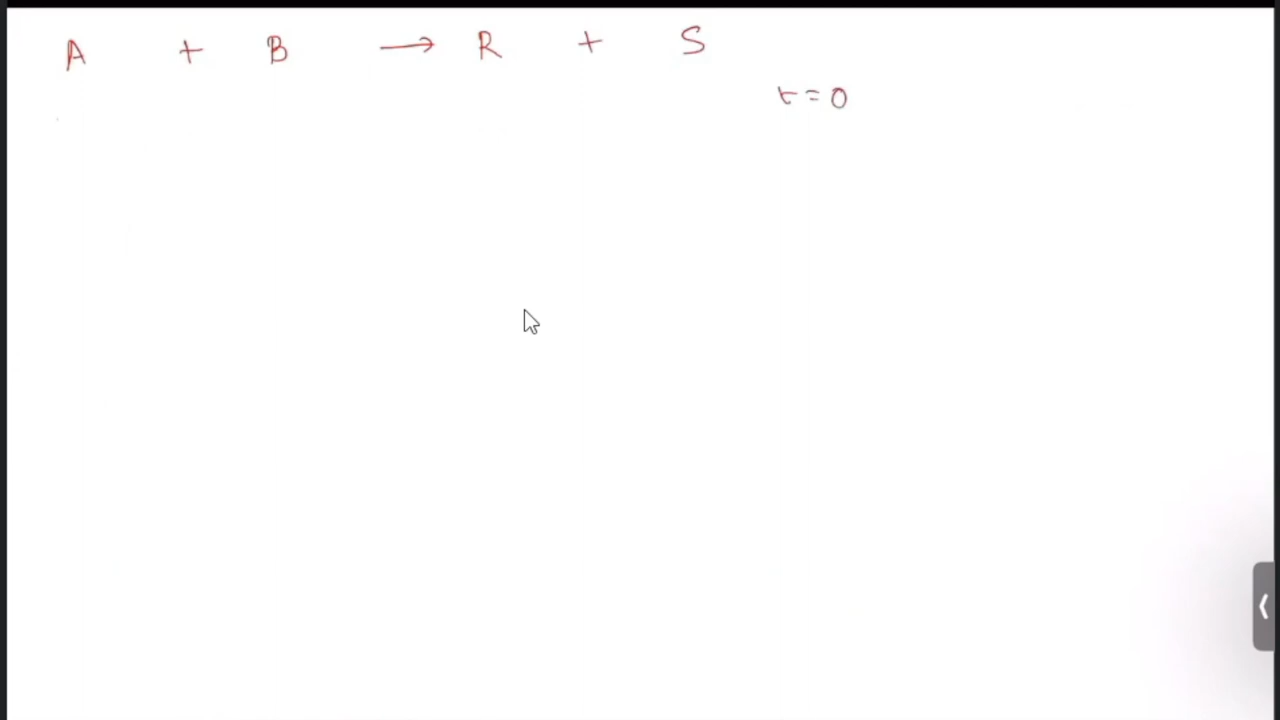 A + B → R + S
t = 0